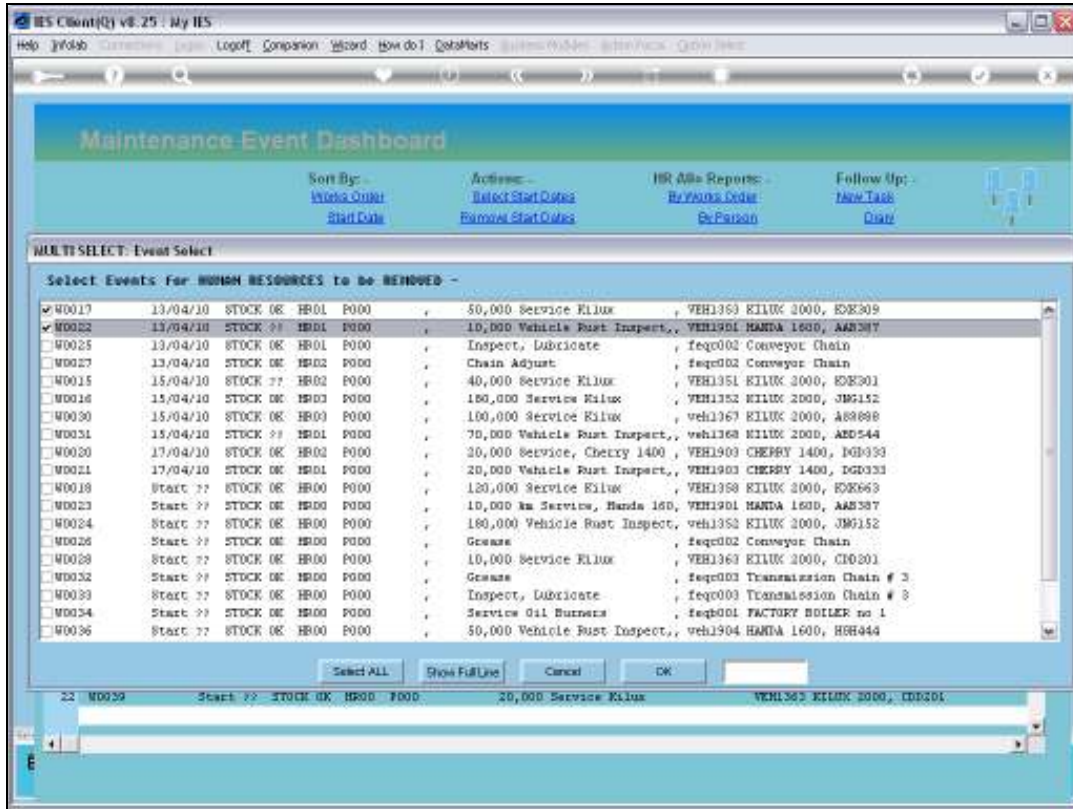 IES Client(Q) v8.25 : My IES
Help Infolab Logoff Companion Wizard How do I DataMarts
Maintenance Event Dashboard
Sort By: - Actions: - HR Allo Reports: - Follow Up: -
Works Order Select Start Dates By Works Order New Task
Start Date Remove Start Dates By Person Diary
MULTI SELECT: Event Select
Select Events for HUMAN RESOURCES to be REMOVED -
W0017 13/04/10 STOCK OK HR01 P000 , 50,000 Service Kilux , VEH1353 KILUX 2000, KXK309
W0022 13/04/10 STOCK ?? HR01 P000 , 10,000 Vehicle Rust Inspect,, VEH1901 MANDA 1600, AAB387
W0025 13/04/10 STOCK OK HR01 P000 , Inspect, Lubricate , feqc002 Conveyor Chain
W0027 13/04/10 STOCK OK HR02 P000 , Chain Adjust , feqc002 Conveyor Chain
W0015 15/04/10 STOCK ?? HR02 P000 , 40,000 Service Kilux , VEH1351 KILUX 2000, KXK301
W0016 15/04/10 STOCK OK HR03 P000 , 180,000 Service Kilux , VEH1352 KILUX 2000, JNG152
W0030 15/04/10 STOCK OK HR03 P000 , 100,000 Service Kilux , veh1367 KILUX 2000,
W0031 15/04/10 STOCK ?? HR01 P000 , 70,000 Vehicle Rust Inspect,, veh1368 KILUX 2000, ABD544
W0020 17/04/10 STOCK OK HR02 P000 , 20,000 Service, Cherry 1400 , VEH1903 CHERRY 1400, DGD333
W0021 17/04/10 STOCK OK HR01 P000 , 20,000 Vehicle Rust Inspect,, VEH1903 CHERRY 1400, DGD333
W0018 Start ?? STOCK OK HR00 P000 , 120,000 Service Kilux , VEH1358 KILUX 2000, KXK663
W0023 Start ?? STOCK OK HR00 P000 , 10,000 km Service, Manda 160, VEH1901 MANDA 1600, AAB387
W0024 Start ?? STOCK OK HR00 P000 , 180,000 Vehicle Rust Inspect, veh1352 KILUX 2000, JNG152
W0026 Start ?? STOCK OK HR00 P000 , Grease , feqc002 Conveyor Chain
W0028 Start ?? STOCK OK HR00 P000 , 10,000 Service Kilux , VEH1363 KILUX 2000, CDD201
W0032 Start ?? STOCK OK HR00 P000 , Grease , feqc003 Transmission Chain # 3
W0033 Start ?? STOCK OK HR00 P000 , Inspect, Lubricate , feqc003 Transmission Chain # 3
W0034 Start ?? STOCK OK HR00 P000 , Service Oil Burners , feqb001 FACTORY BOILER no 1
W0036 Start ?? STOCK OK HR00 P000 , 50,000 Vehicle Rust Inspect,, veh1904 MANDA 1600, HGH444
Select ALL Show Full Line Cancel OK
22 W0039 Start ?? STOCK OK HR00 P000 20,000 Service Kilux VEH1363 KILUX 2000, CDD201